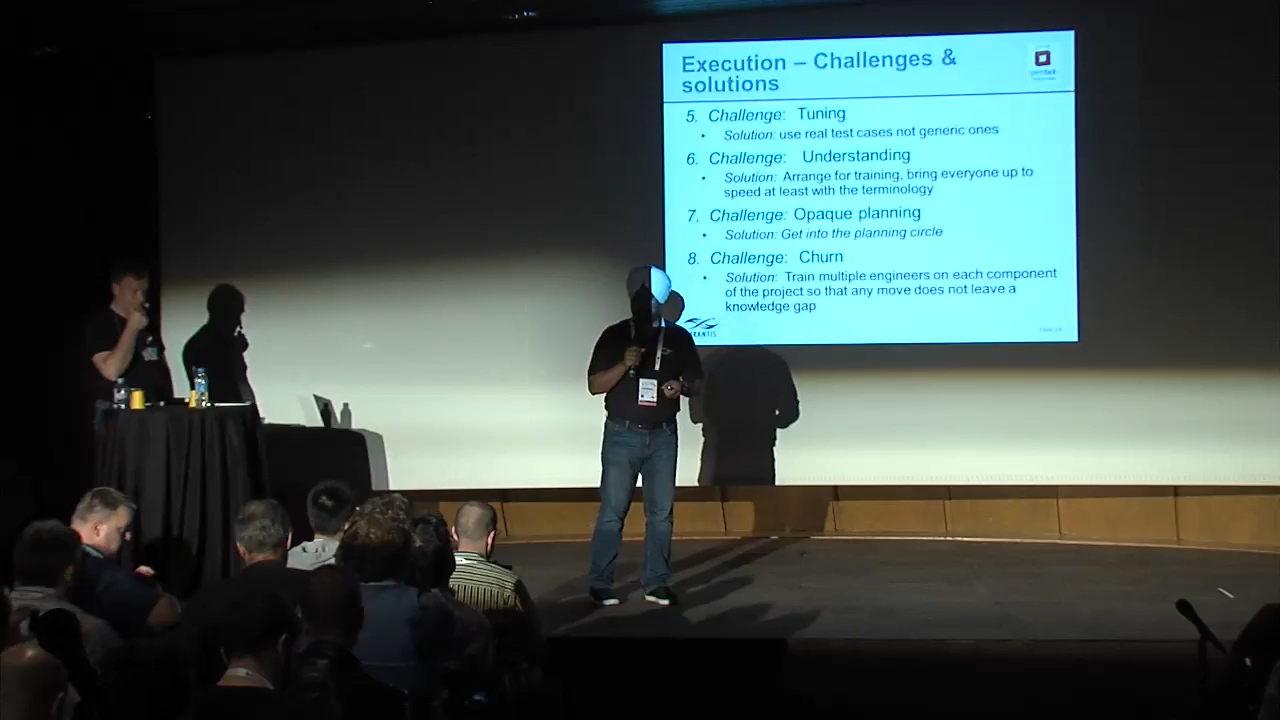 Execution – Challenges &
solutions
5. Challenge: Tuning
• Solution: use real test cases not generic ones
6. Challenge: Understanding
• Solution: Arrange for training, bring everyone up to
speed at least with the terminology
7. Challenge: Opaque planning
• Solution: Get into the planning circle
8. Challenge: Churn
• Solution: Train multiple engineers on each component
of the project so that any move does not leave a
knowledge gap
RANTIS